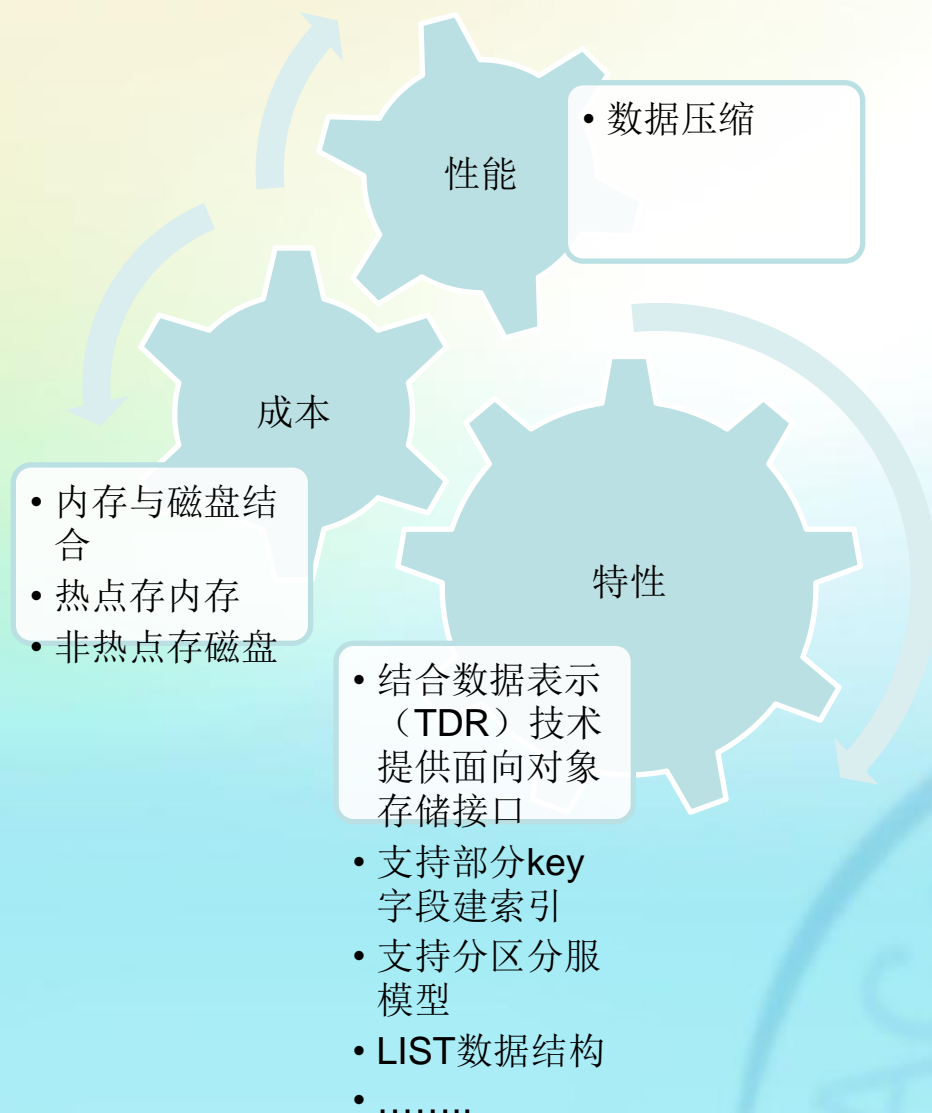 性能
• 数据压缩
成本
• 内存与磁盘结
合
• 热点存内存
• 非热点存磁盘
特性
• 结合数据表示
（TDR）技术
提供面向对象
存储接口
• 支持部分key
字段建索引
• 支持分区分服
模型
• LIST数据结构
• ……...